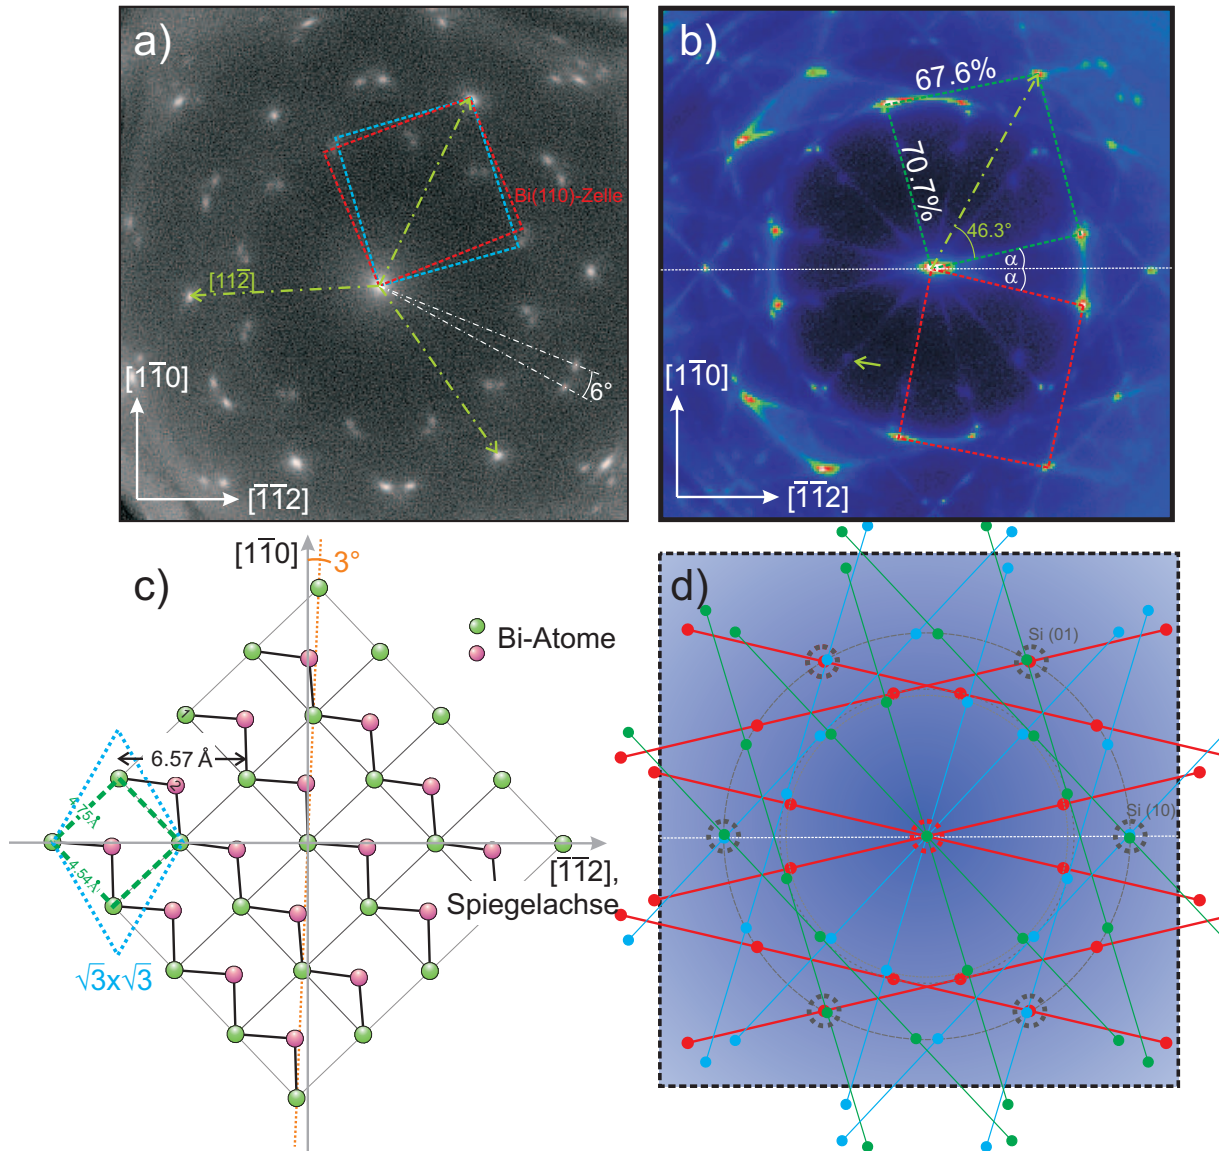 a)
Bi(110)-Zelle
[112̅]
6°
[11̅0]
[1̅1̅2]
b)
67.6%
70.7%
46.3°
α
α
[11̅0]
[1̅1̅2]
c)
[11̅0]
3°
Bi-Atome
1
6.57 Å
2
4.75Å
4.54Å
√3x√3
[1̅1̅2],
Spiegelachse
d)
Si (01)
Si (10)